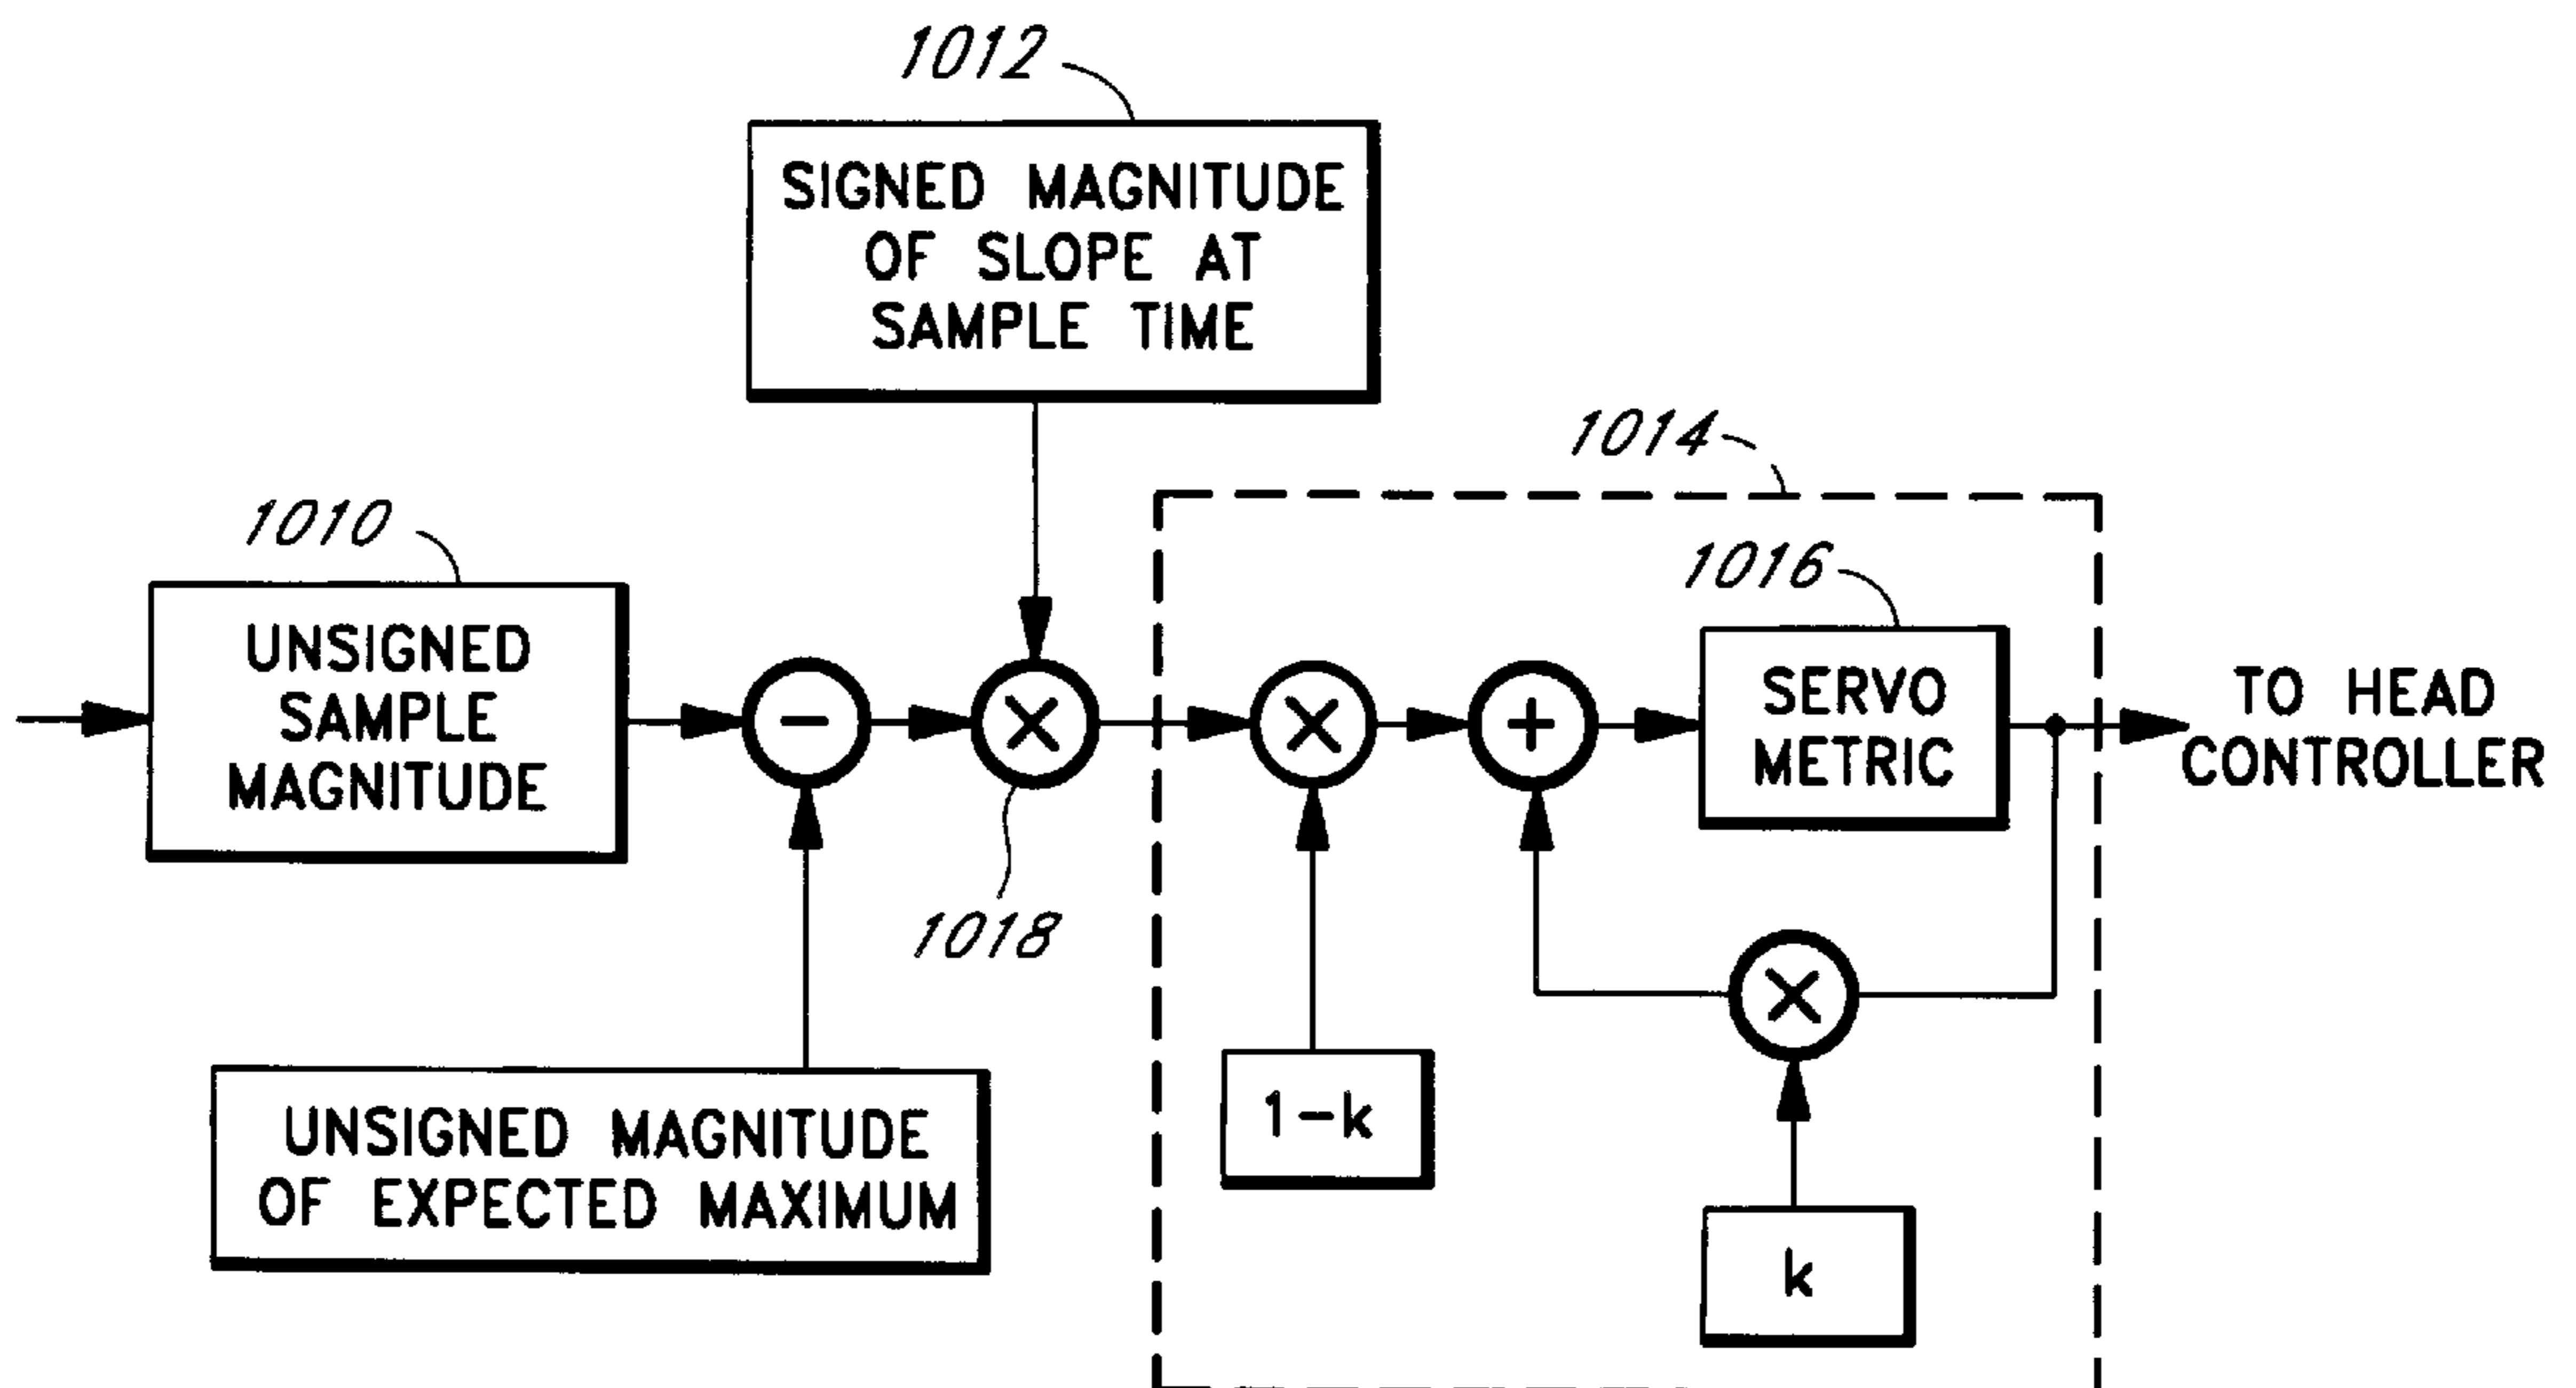 1012
SIGNED MAGNITUDE
OF SLOPE AT
SAMPLE TIME
1014
1010
1016
UNSIGNED
SAMPLE
MAGNITUDE
−
×
×
+
SERVO
METRIC
TO HEAD
CONTROLLER
1018
×
UNSIGNED MAGNITUDE
OF EXPECTED MAXIMUM
1−k
k